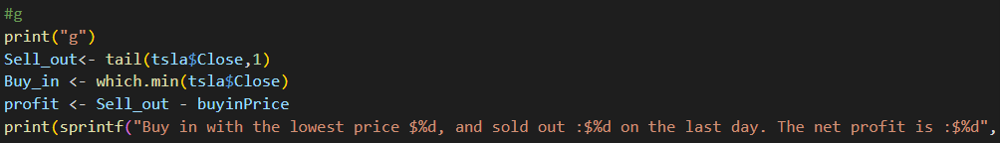 #g
print("g")
Sell_out<- tail(tsla$Close,1)
Buy_in <- which.min(tsla$Close)
profit <- Sell_out - buyinPrice
print(sprintf("Buy in with the lowest price $%d, and sold out :$%d on the last day. The net profit is :$%d",